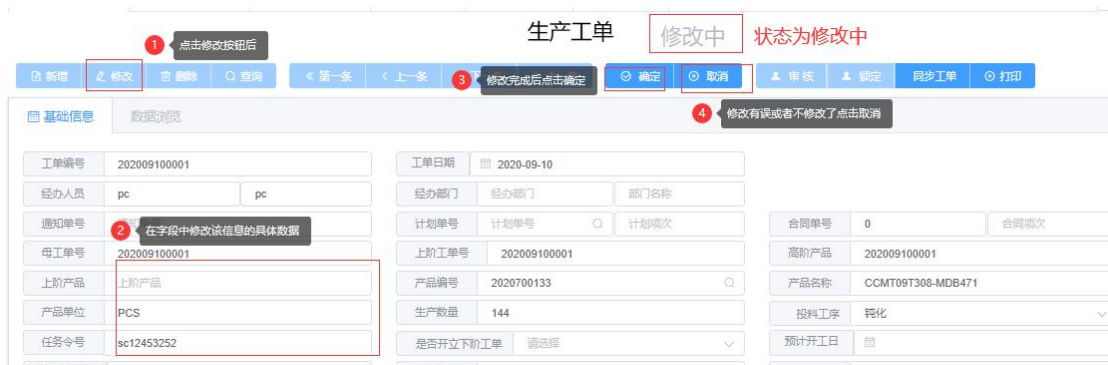 生产工单 修改中 状态为修改中
1 点击修改按钮后
新增 修改 删除 查询 第一条 上一条 下 确定 取消 审核 锁定 同步工单 打印
3 修改完成后点击确定
4 修改有误或者不修改了点击取消
基础信息 数据浏览
工单编号 202009100001 工单日期 2020-09-10
经办人员 pc pc 经办部门 经办部门 部门名称
通知单号 计划单号 计划单号 计划项次 合同单号 0 合同项次
2 在字段中修改该信息的具体数据
母工单号 202009100001 上阶工单号 202009100001 高阶产品 202009100001
上阶产品 上阶产品 产品编号 2020700133 产品名称 CCMT09T308-MDB471
产品单位 PCS 生产数量 144 投料工序 钝化
任务令号 sc12453252 是否开立下阶工单 请选择 预计开工日